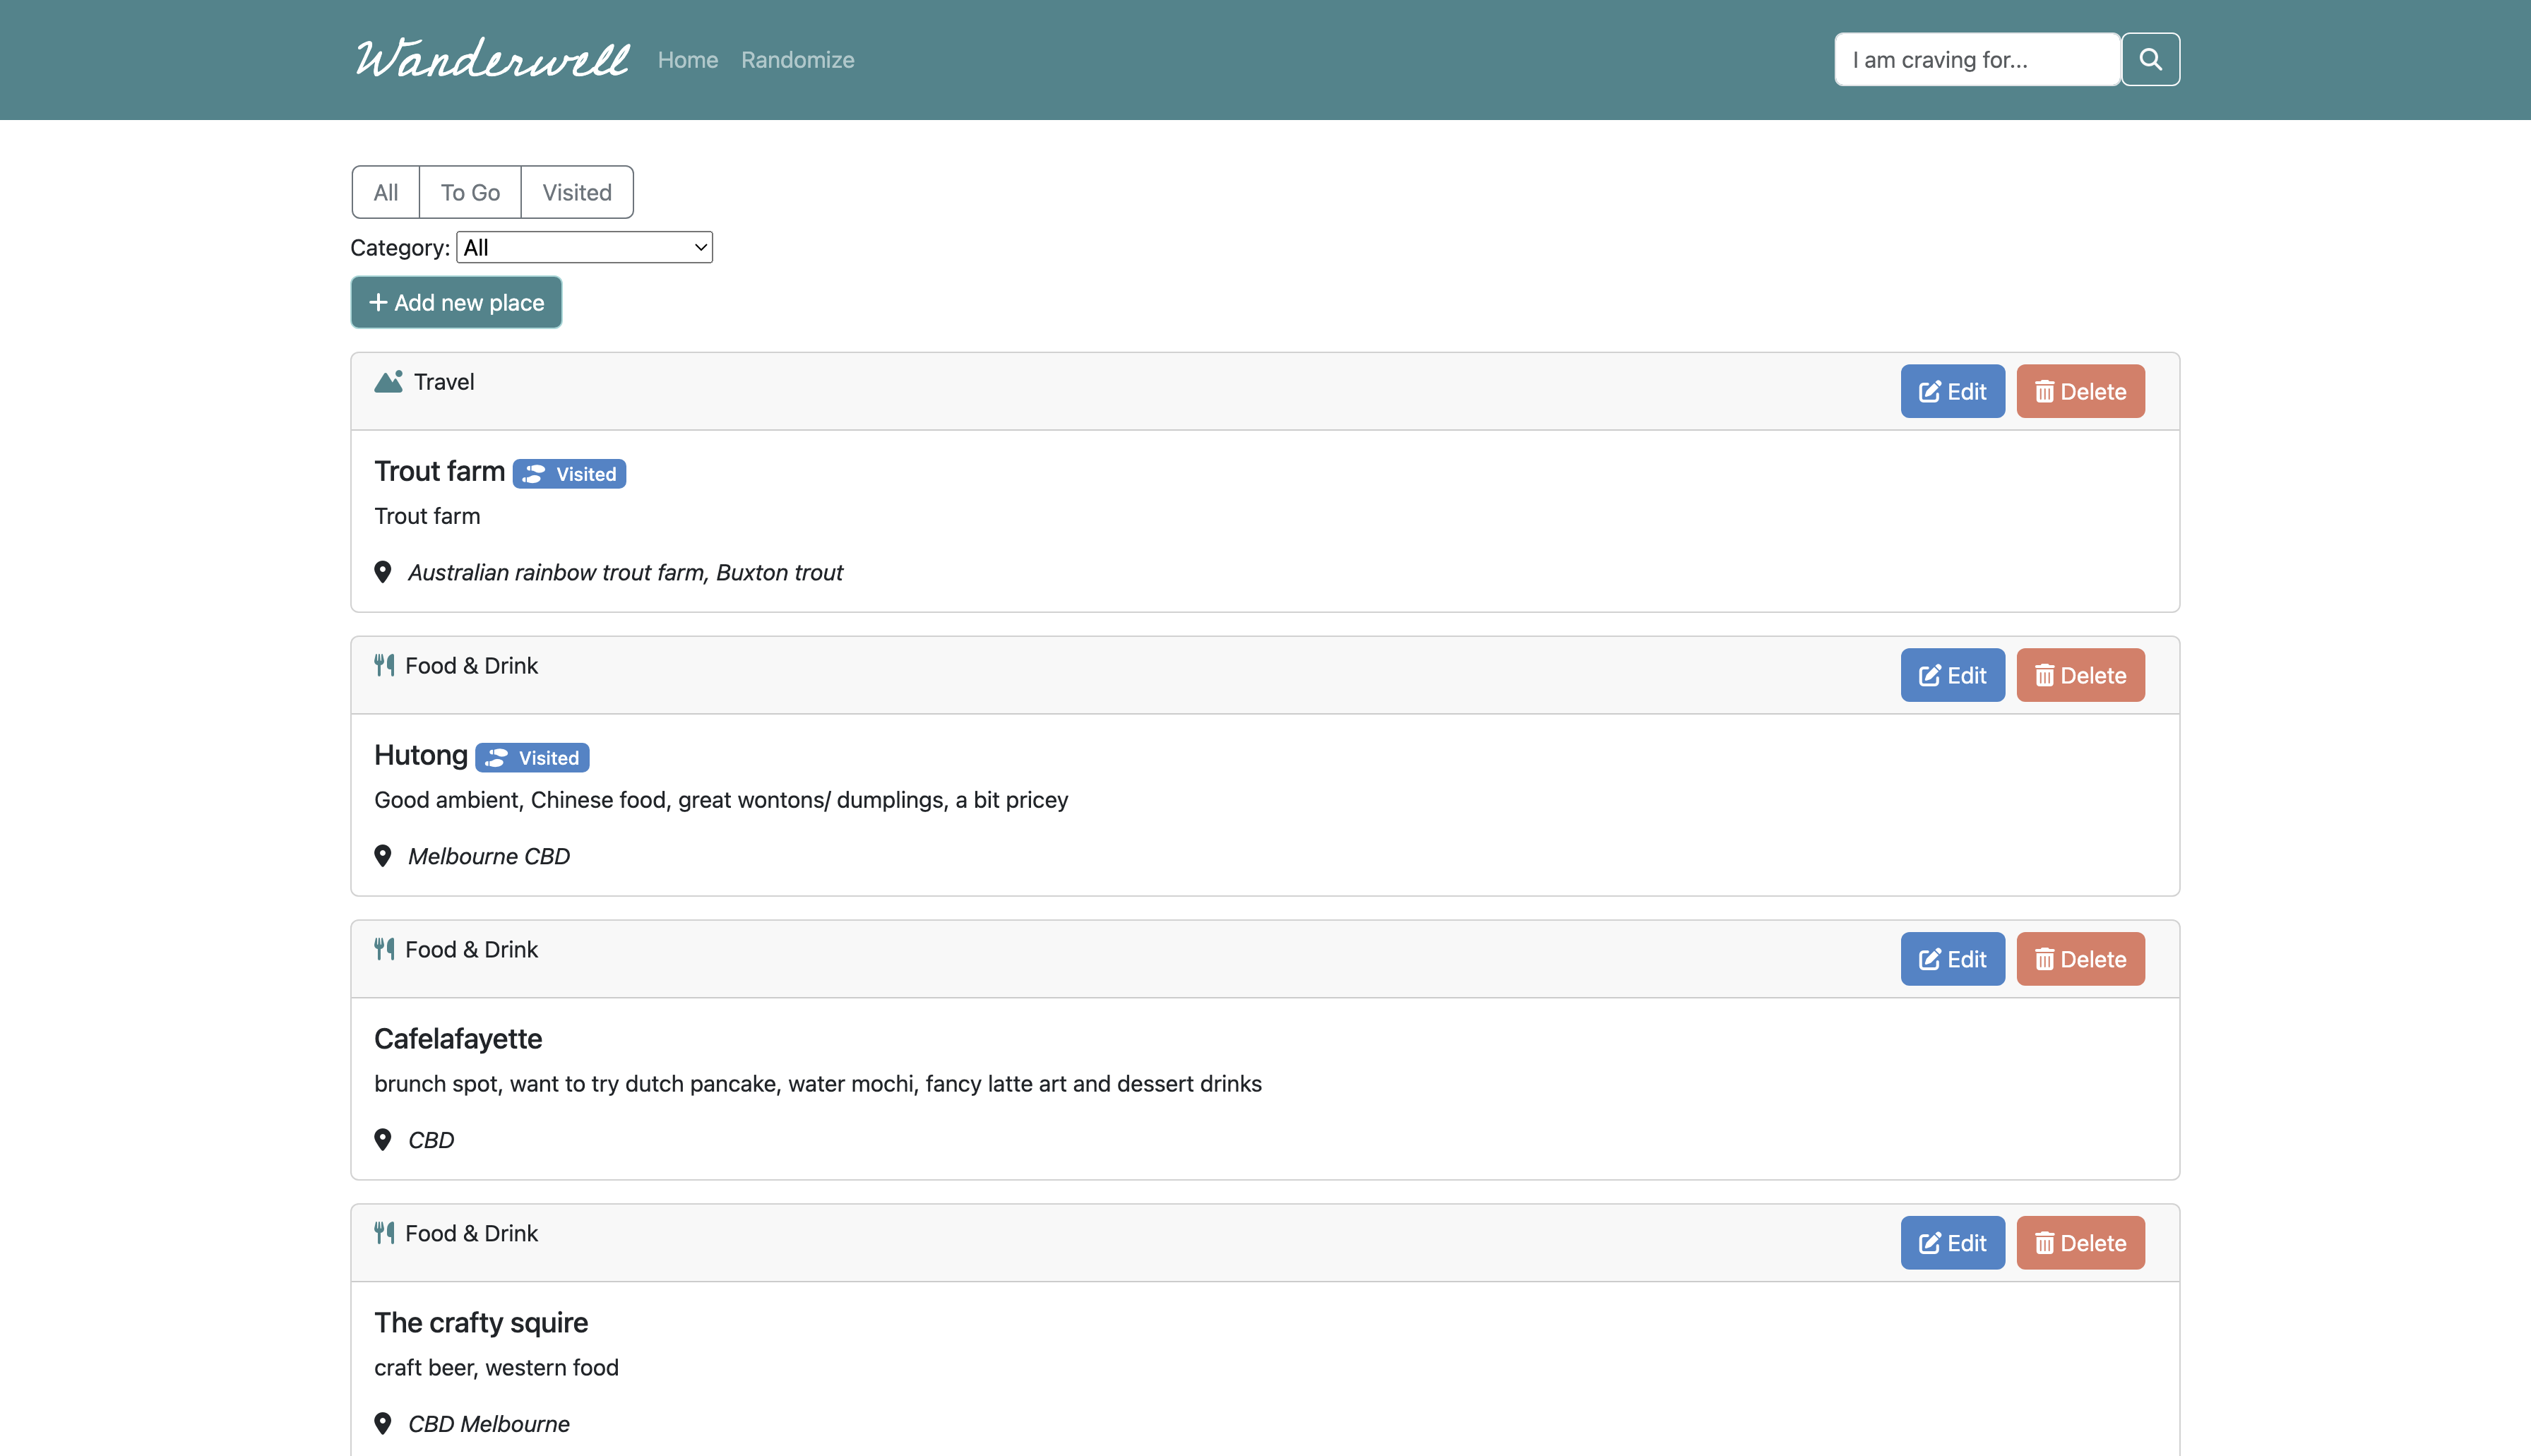 Wanderwell Home Randomize I am craving for...
All To Go Visited
Category: All
Add new place
Travel Edit Delete
Trout farm Visited
Trout farm
Australian rainbow trout farm, Buxton trout
Food & Drink Edit Delete
Hutong Visited
Good ambient, Chinese food, great wontons/ dumplings, a bit pricey
Melbourne CBD
Food & Drink Edit Delete
Cafelafayette
brunch spot, want to try dutch pancake, water mochi, fancy latte art and dessert drinks
CBD
Food & Drink Edit Delete
The crafty squire
craft beer, western food
CBD Melbourne